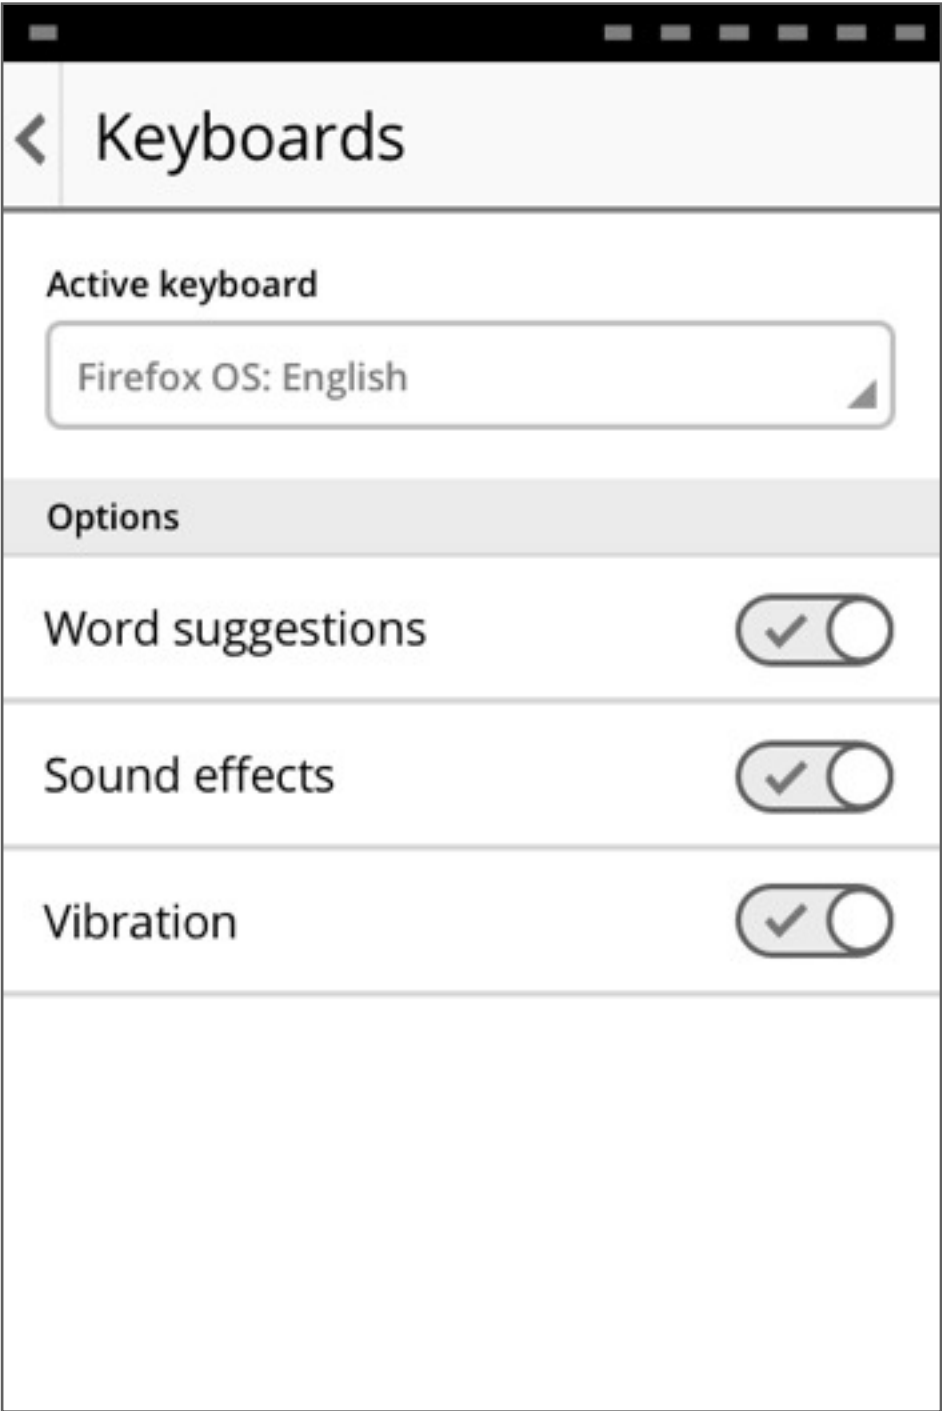 Keyboards
Active keyboard
Firefox OS: English
Options
Word suggestions
Sound effects
Vibration